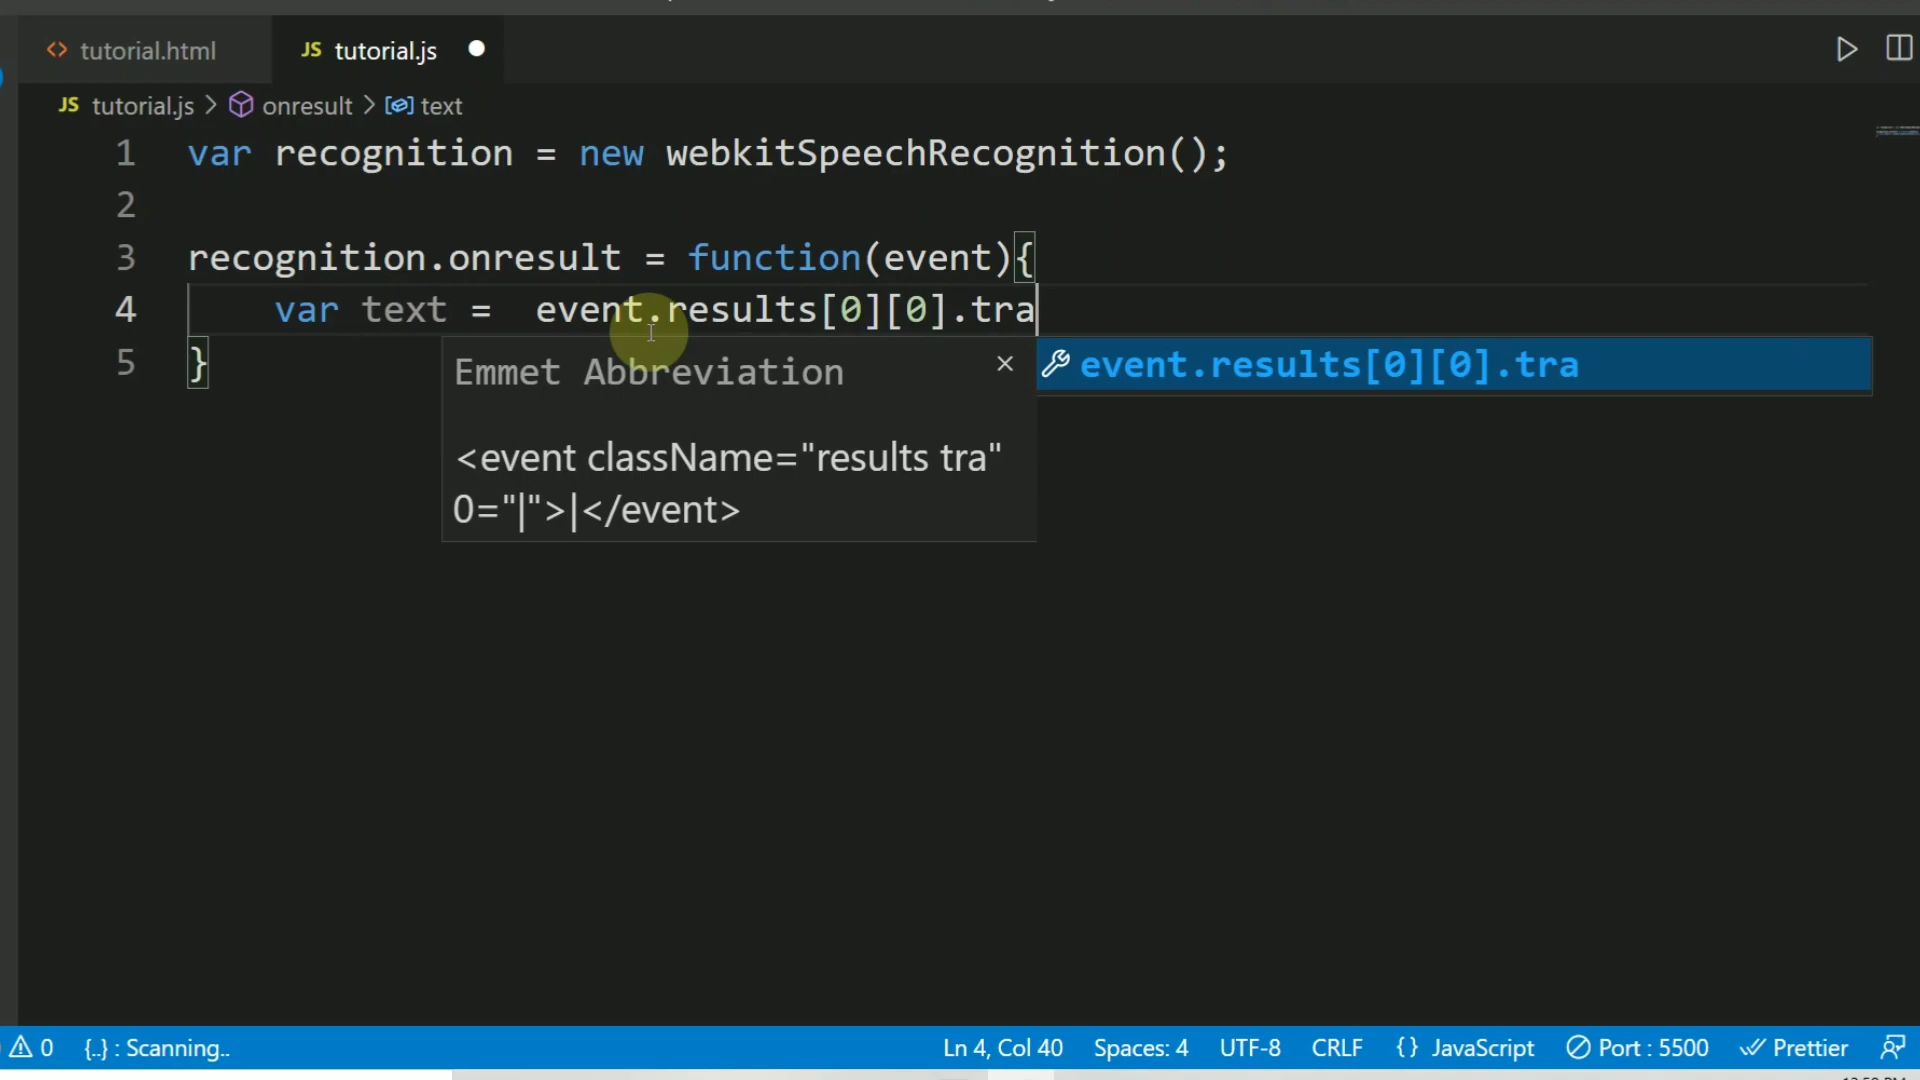 <> tutorial.html JS tutorial.js
JS tutorial.js > onresult > text
1 var recognition = new webkitSpeechRecognition();
2
3 recognition.onresult = function(event){
4 var text =  event.results[0][0].tra
5 }
Emmet Abbreviation × event.results[0][0].tra
<event className="results tra"
0="|">|</event>
0 {..} : Scanning.. Ln 4, Col 40 Spaces: 4 UTF-8 CRLF {} JavaScript Port : 5500 Prettier